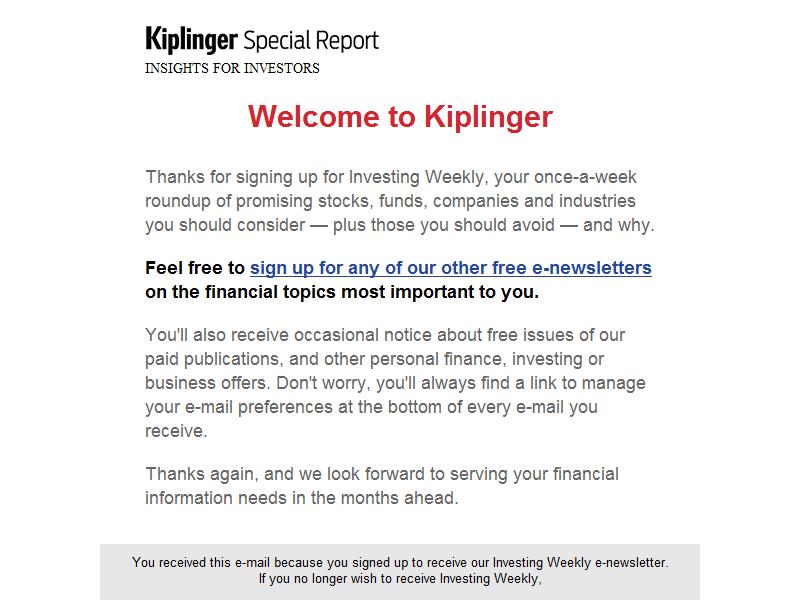 Kiplinger Special Report
INSIGHTS FOR INVESTORS
Welcome to Kiplinger
Thanks for signing up for Investing Weekly, your once-a-week
roundup of promising stocks, funds, companies and industries
you should consider — plus those you should avoid — and why.
Feel free to sign up for any of our other free e-newsletters
on the financial topics most important to you.
You'll also receive occasional notice about free issues of our
paid publications, and other personal finance, investing or
business offers. Don't worry, you'll always find a link to manage
your e-mail preferences at the bottom of every e-mail you
receive.
Thanks again, and we look forward to serving your financial
information needs in the months ahead.
You received this e-mail because you signed up to receive our Investing Weekly e-newsletter.
If you no longer wish to receive Investing Weekly,